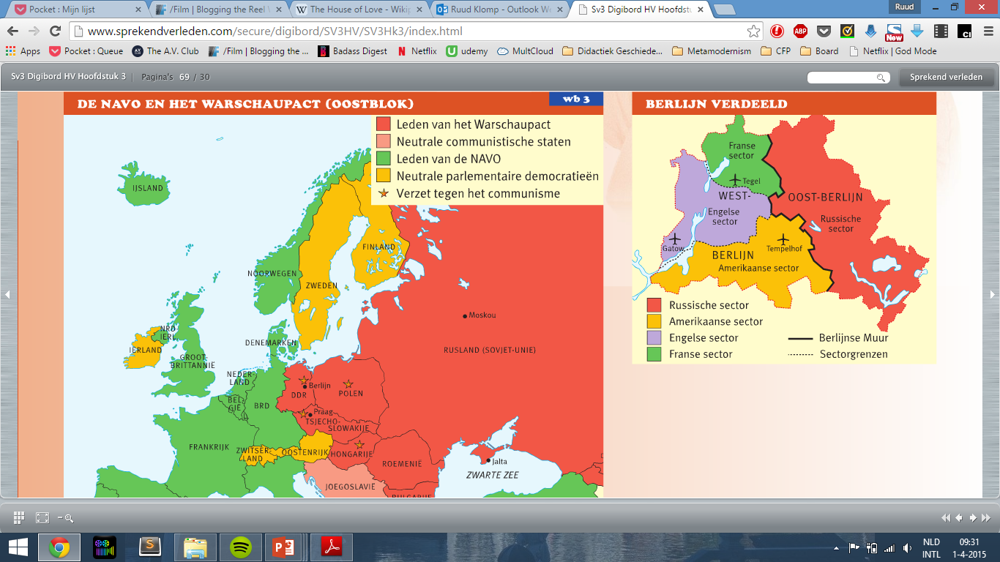 Pocket : Mijn lijst
/Film | Blogging the Reel W
The House of Love - Wikip
Ruud Klomp - Outlook We
Sv3 Digibord HV Hoofdstu
Ruud
www.sprekendverleden.com/secure/digibord/SV3HV/SV3Hk3/index.html
ABP
New
Apps
Pocket : Queue
The A.V. Club
/Film | Blogging the ...
Badass Digest
Netflix
udemy
MultCloud
Didactiek Geschiede...
Metamodernism
CFP
Board
Netflix | God Mode
Sv3 Digibord HV Hoofdstuk 3
Pagina's 69 / 30
Sprekend verleden
DE NAVO EN HET WARSCHAUPACT (OOSTBLOK)
wb 3
Leden van het Warschaupact
Neutrale communistische staten
Leden van de NAVO
Neutrale parlementaire democratieën
Verzet tegen het communisme
IJSLAND
FINLAND
NOORWEGEN
ZWEDEN
Moskou
NRD
IERL.
DENEMARKEN
IERLAND
RUSLAND (SOVJET-UNIE)
GROOT
BRITTANNIË
NEDER-
LAND
Berlijn
DDR
POLEN
BEL-
GIË
BRD
Praag
TSJECHO-
SLOWAKIJE
FRANKRIJK
ZWITSER-
LAND
OOSTENRIJK
HONGARIJE
ROEMENIË
Jalta
ZWARTE ZEE
JOEGOSLAVIË
BULGARIJE
BERLIJN VERDEELD
Franse
sector
Tegel
WEST-
OOST-BERLIJN
Engelse
sector
Russische
sector
Gatow
Tempelhof
BERLIJN
Amerikaanse sector
Russische sector
Amerikaanse sector
Engelse sector
Franse sector
Berlijnse Muur
Sectorgrenzen
NLD
INTL
09:31
1-4-2015